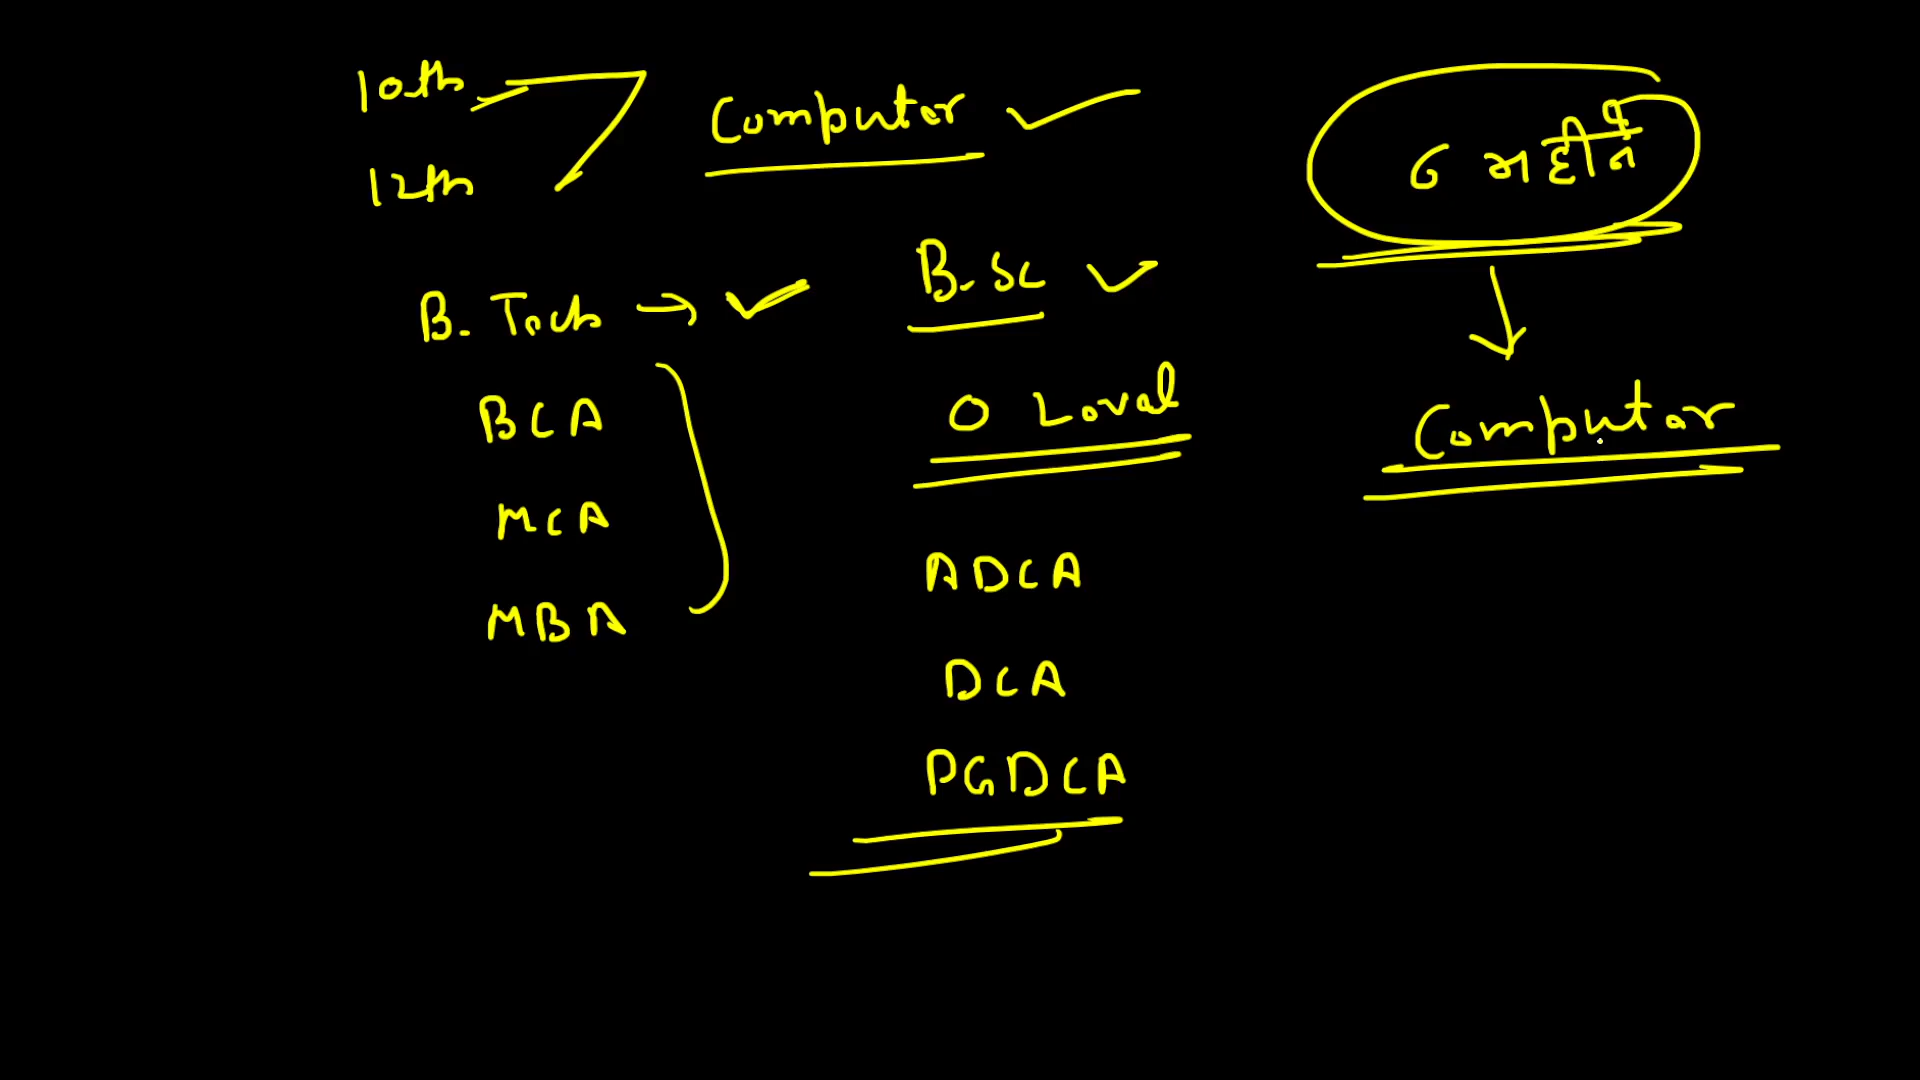 10th
12th
Computer
6 महीने
B. Tech
B.Sc
BCA
O Level
Computer
MCA
ADCA
MBA
DCA
PGDCA